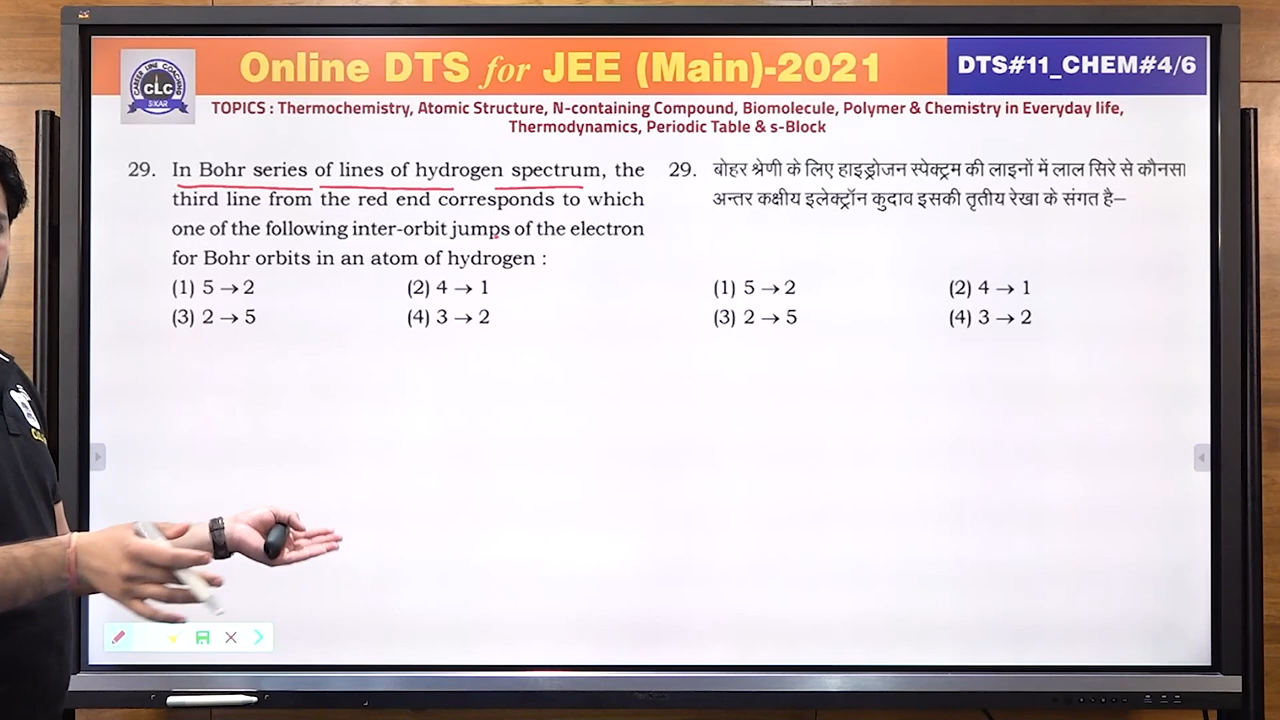 Online DTS for JEE (Main)-2021
DTS#11_CHEM#4/6
CAREER LINE COACHING
CLC
SIKAR
TOPICS : Thermochemistry, Atomic Structure, N-containing Compound, Biomolecule, Polymer & Chemistry in Everyday life,
Thermodynamics, Periodic Table & s-Block
29. In Bohr series of lines of hydrogen spectrum, the
third line from the red end corresponds to which
one of the following inter-orbit jumps of the electron
for Bohr orbits in an atom of hydrogen :
(1) 5 → 2 (2) 4 → 1
(3) 2 → 5 (4) 3 → 2
29. बोहर श्रेणी के लिए हाइड्रोजन स्पेक्ट्रम की लाइनों में लाल सिरे से कौनसा
अन्तर कक्षीय इलेक्ट्रॉन कुदाव इसकी तृतीय रेखा के संगत है–
(1) 5 → 2 (2) 4 → 1
(3) 2 → 5 (4) 3 → 2